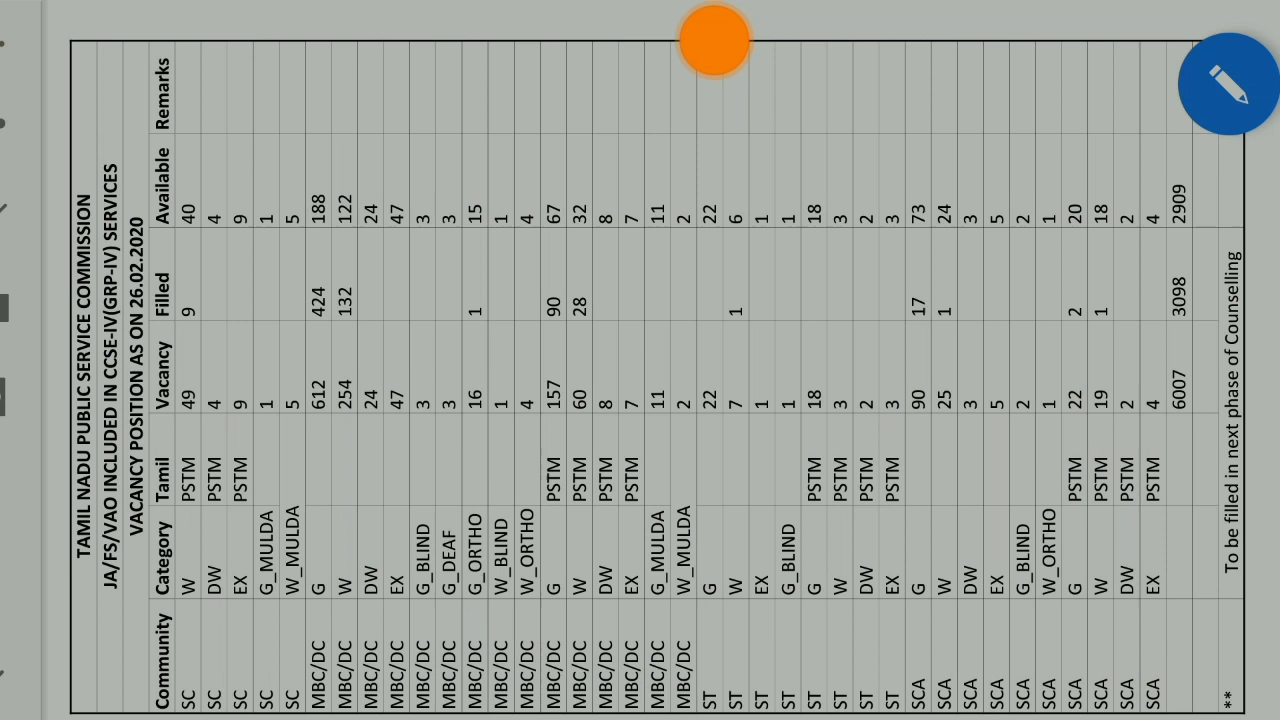 TAMIL NADU PUBLIC SERVICE COMMISSION
JA/FS/VAO INCLUDED IN CCSE-IV(GRP-IV) SERVICES
VACANCY POSITION AS ON 26.02.2020
Community Category Tamil Vacancy Filled Available Remarks
SC W PSTM 49 9 40
SC DW PSTM 4 4
SC EX PSTM 9 9
SC G_MULDA 1 1
SC W_MULDA 5 5
MBC/DC G 612 424 188
MBC/DC W 254 132 122
MBC/DC DW 24 24
MBC/DC EX 47 47
MBC/DC G_BLIND 3 3
MBC/DC G_DEAF 3 3
MBC/DC G_ORTHO 16 1 15
MBC/DC W_BLIND 1 1
MBC/DC W_ORTHO 4 4
MBC/DC G PSTM 157 90 67
MBC/DC W PSTM 60 28 32
MBC/DC DW PSTM 8 8
MBC/DC EX PSTM 7 7
MBC/DC G_MULDA 11 11
MBC/DC W_MULDA 2 2
ST G 22 22
ST W 7 1 6
ST EX 1 1
ST G_BLIND 1 1
ST G PSTM 18 18
ST W PSTM 3 3
ST DW PSTM 2 2
ST EX PSTM 3 3
SCA G 90 17 73
SCA W 25 1 24
SCA DW 3 3
SCA EX 5 5
SCA G_BLIND 2 2
SCA W_ORTHO 1 1
SCA G PSTM 22 2 20
SCA W PSTM 19 1 18
SCA DW PSTM 2 2
SCA EX PSTM 4 4
6007 3098 2909
** To be filled in next phase of Counselling